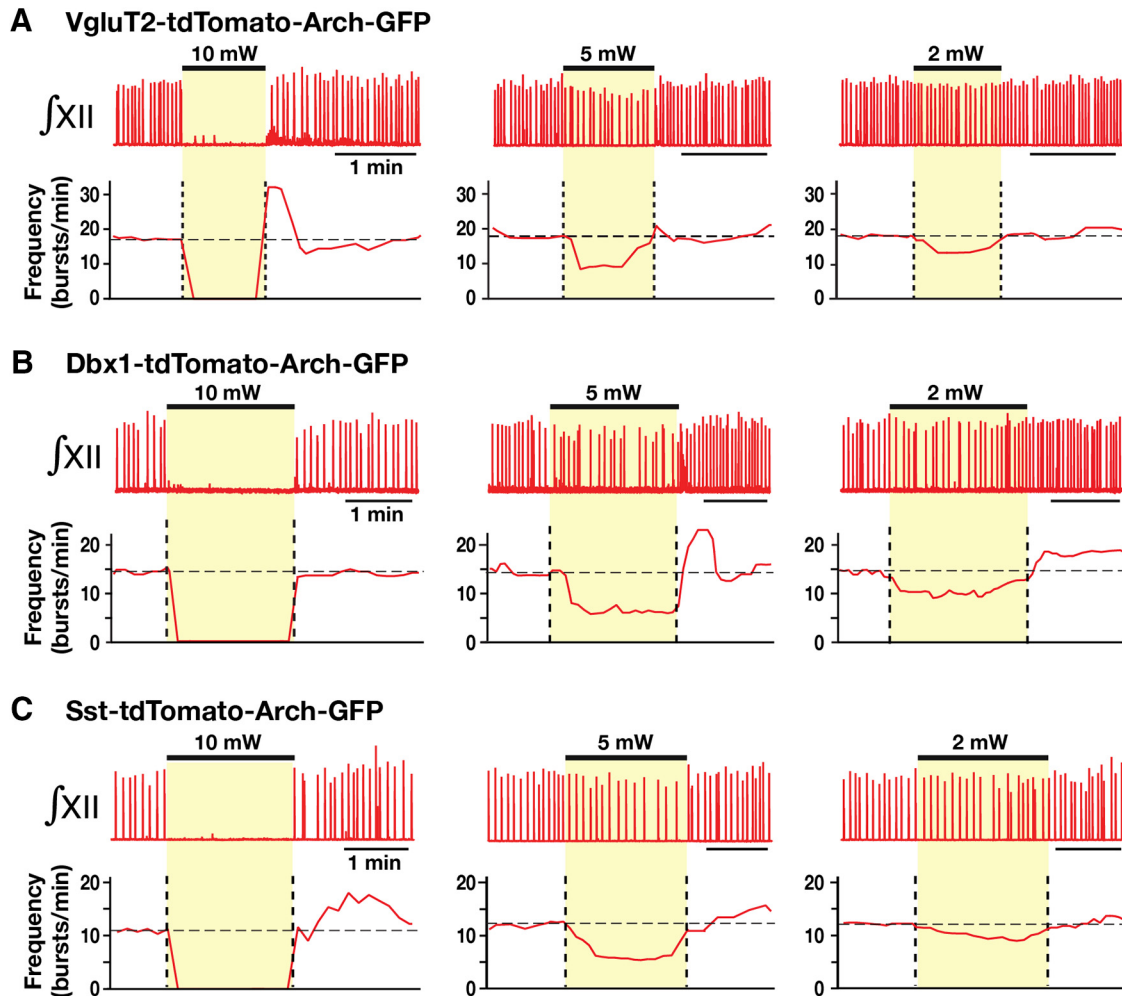 A VgluT2-tdTomato-Arch-GFP
10 mW 5 mW 2 mW
∫XII
1 min
Frequency
(bursts/min)
30 30 30
20 20 20
10 10 10
0 0 0
B Dbx1-tdTomato-Arch-GFP
10 mW 5 mW 2 mW
∫XII
1 min
Frequency
(bursts/min)
20 20 20
10 10 10
0 0 0
C Sst-tdTomato-Arch-GFP
10 mW 5 mW 2 mW
∫XII
1 min
Frequency
(bursts/min)
20 20 20
10 10 10
0 0 0